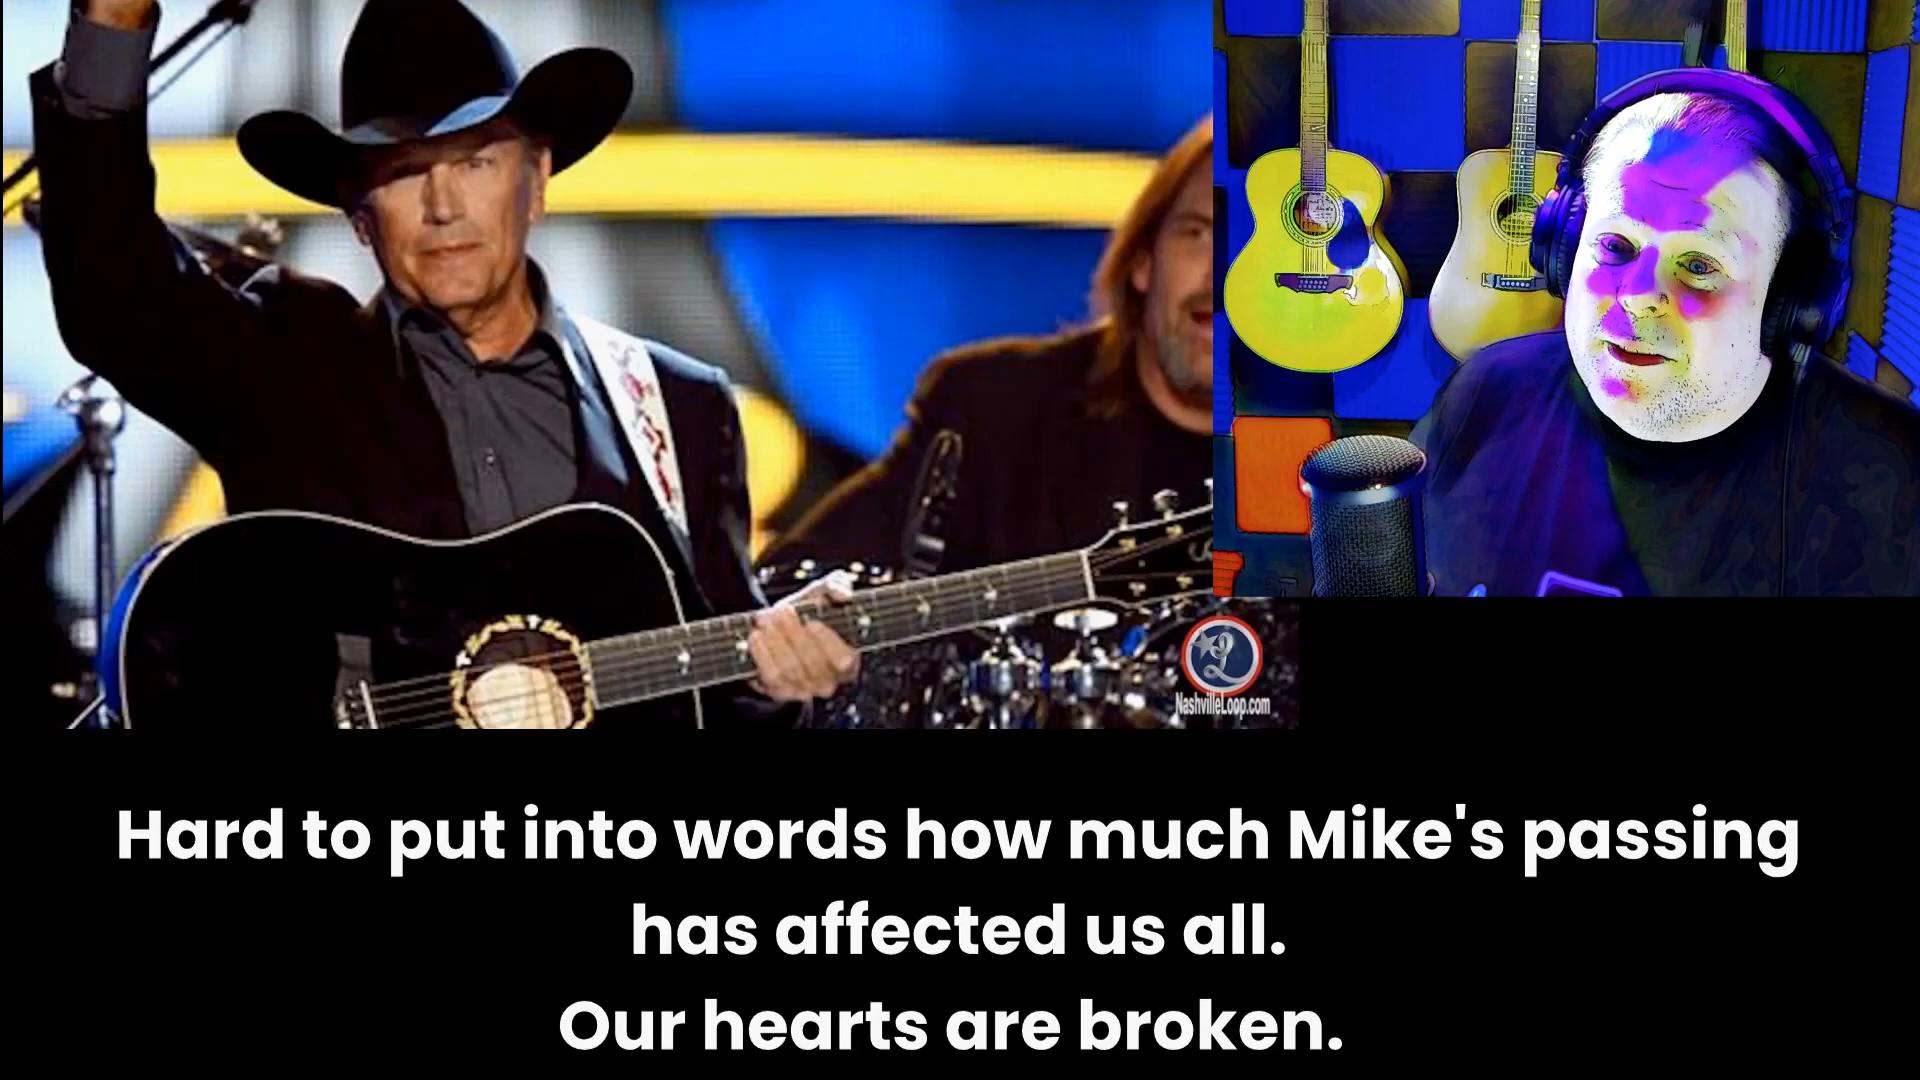 L
NashvilleLoop.com
Hard to put into words how much Mike's passing
has affected us all.
Our hearts are broken.